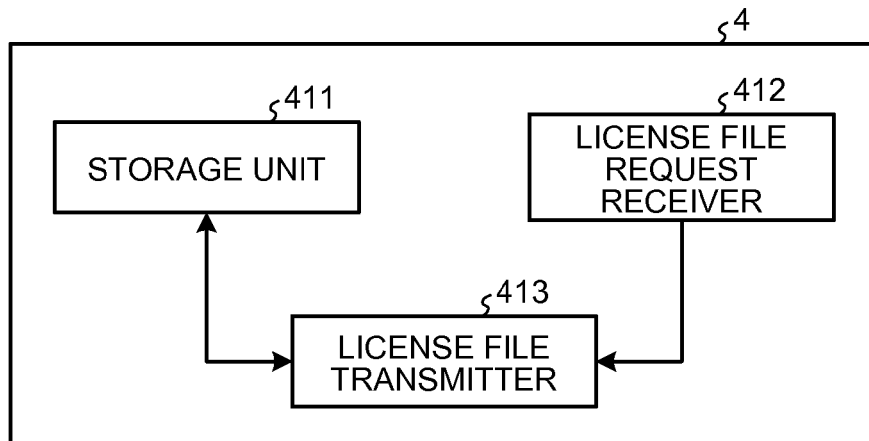 4
411
STORAGE UNIT
412
LICENSE FILE
REQUEST
RECEIVER
413
LICENSE FILE
TRANSMITTER